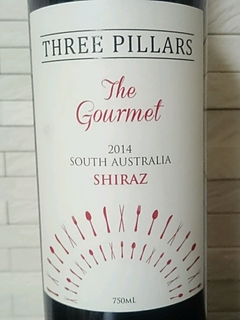 THREE PILLARS
The
Gourmet
2014
SOUTH AUSTRALIA
SHIRAZ
750ML